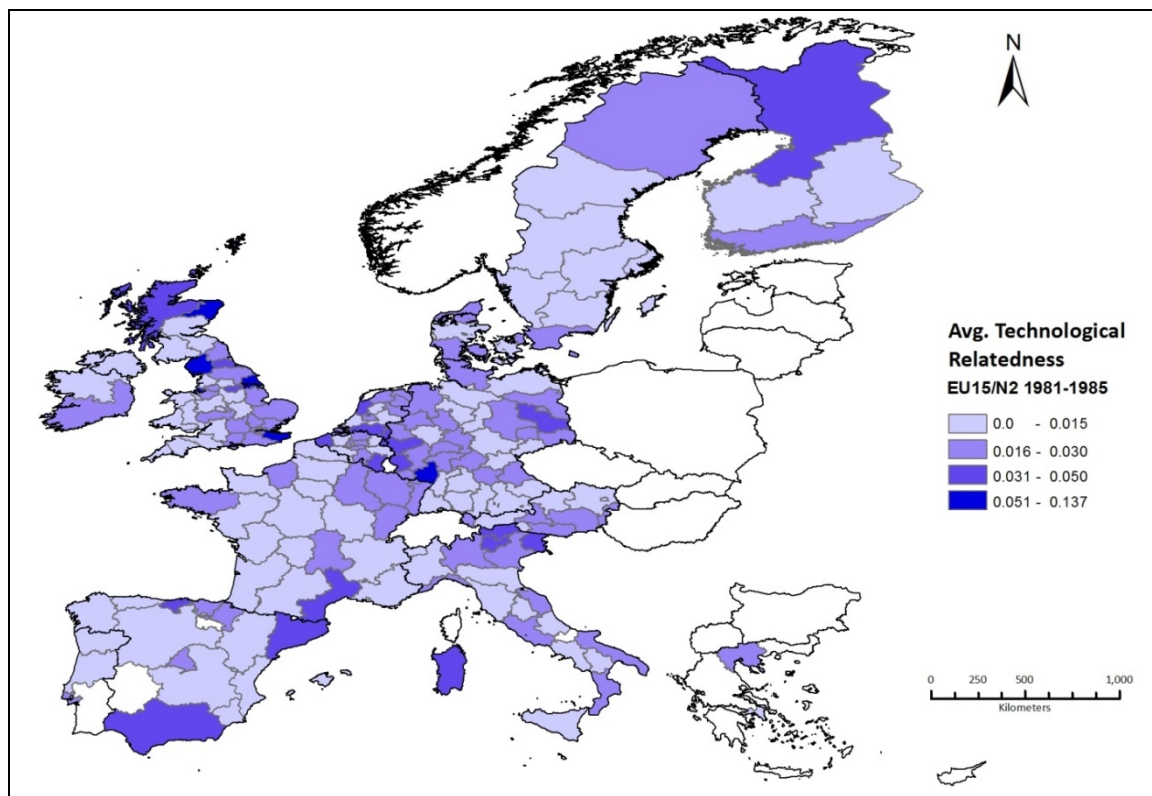 N
Avg. Technological
Relatedness
EU15/N2 1981-1985
0.0 - 0.015
0.016 - 0.030
0.031 - 0.050
0.051 - 0.137
0 250 500 1,000
Kilometers